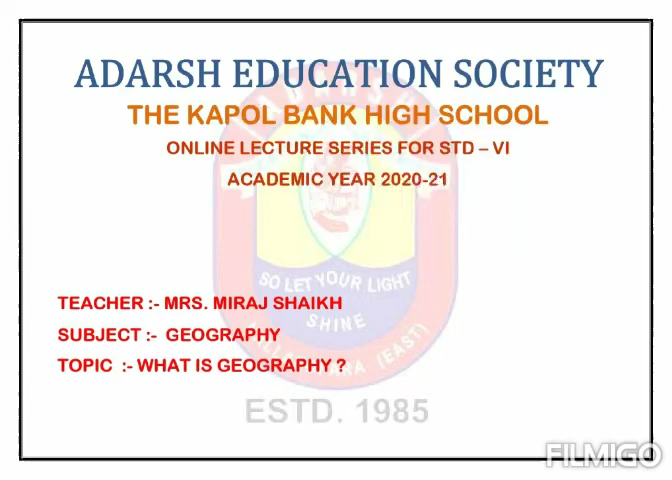 ADARSH EDUCATION SOCIETY
THE KAPOL BANK HIGH SCHOOL
ONLINE LECTURE SERIES FOR STD – VI
ACADEMIC YEAR 2020-21
SO LET YOUR LIGHT
SHINE
TEACHER :- MRS. MIRAJ SHAIKH
SUBJECT :- GEOGRAPHY
TOPIC :- WHAT IS GEOGRAPHY ?
(EAST)
ESTD. 1985
FILMIGO